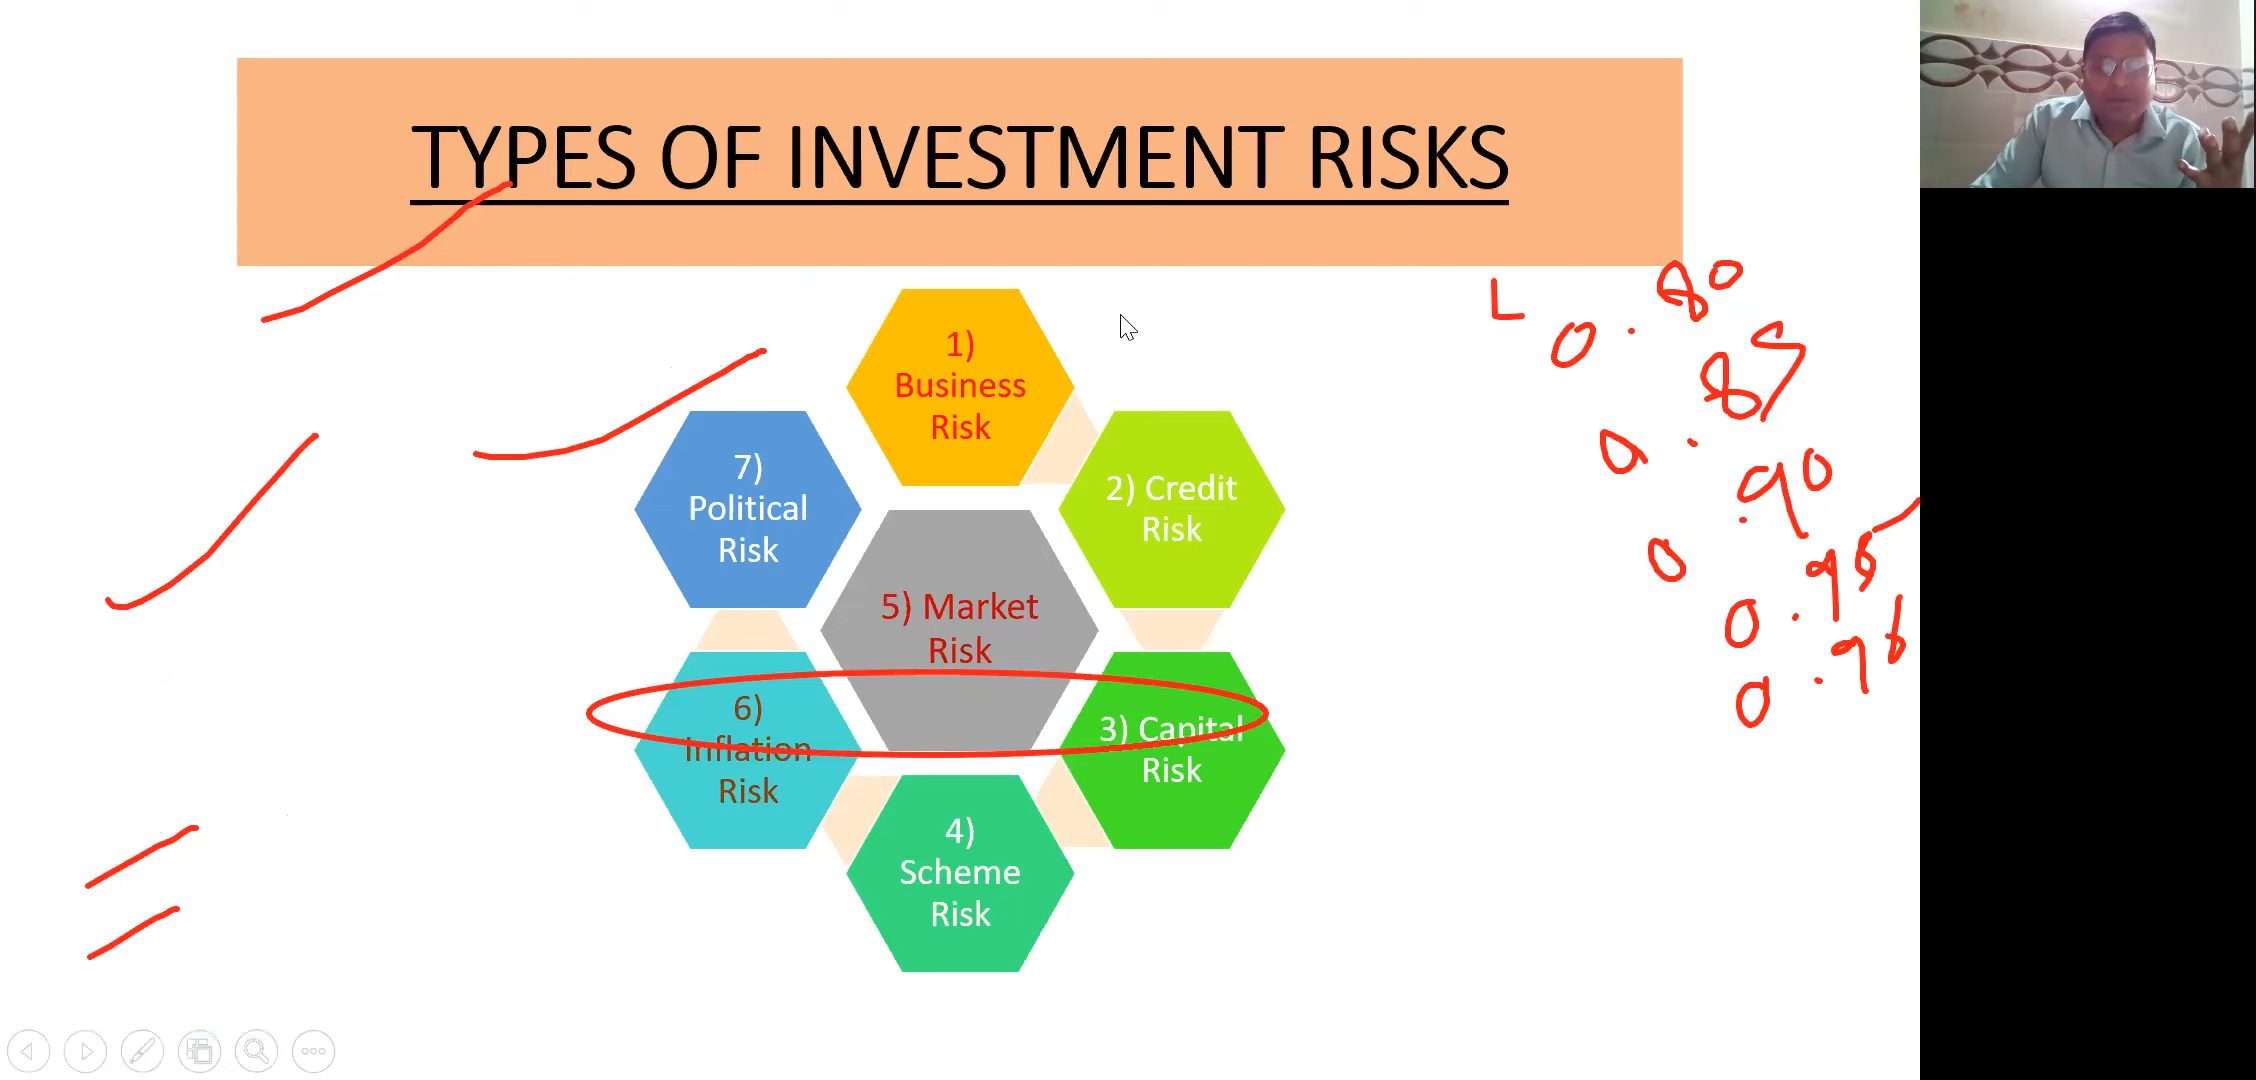 TYPES OF INVESTMENT RISKS
1)
Business
Risk
2) Credit
Risk
3) Capital
Risk
4)
Scheme
Risk
5) Market
Risk
6)
Inflation
Risk
7)
Political
Risk
0.80
0.85
0.90
0.95
0.96